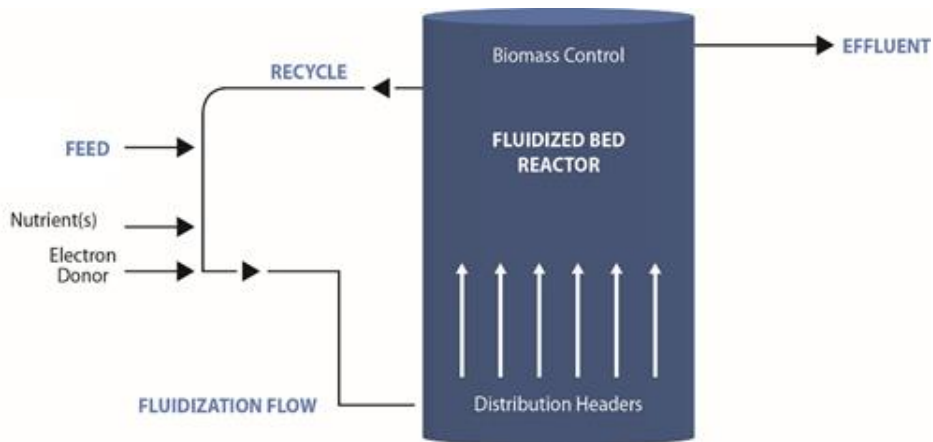 Biomass Control
EFFLUENT
RECYCLE
FEED
FLUIDIZED BED
REACTOR
Nutrient(s)
Electron
Donor
FLUIDIZATION FLOW
Distribution Headers